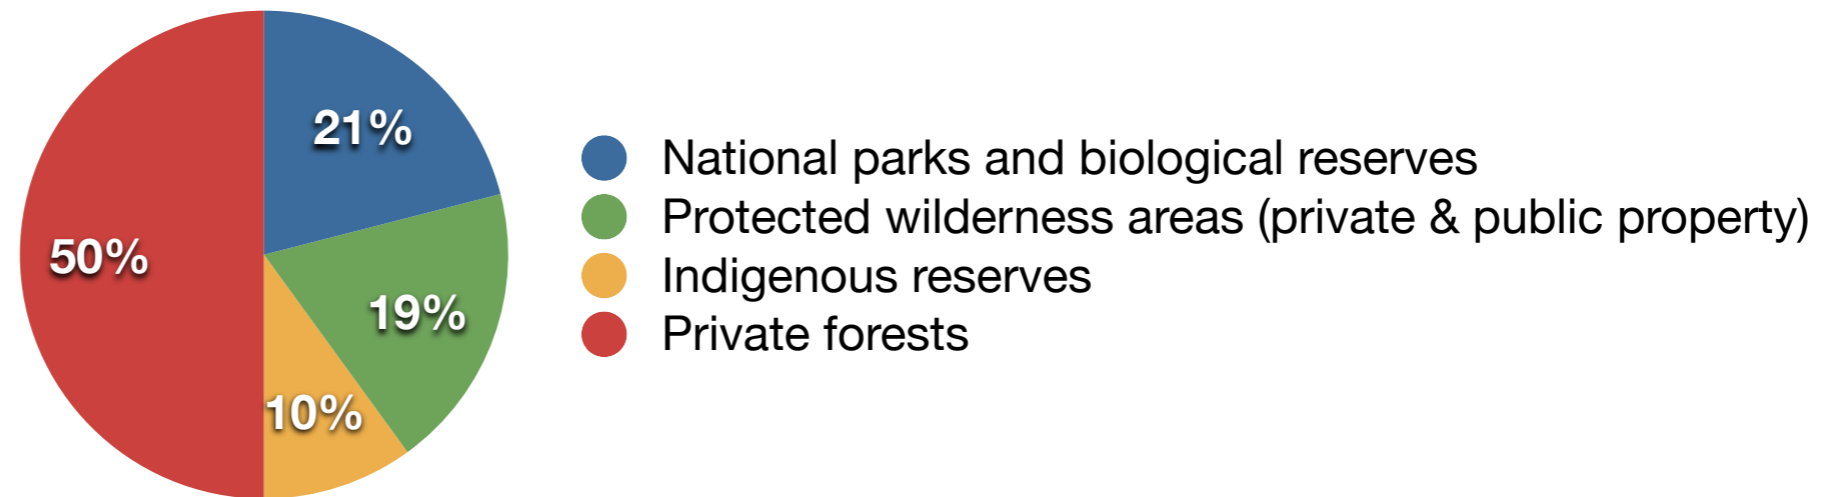 21%
50%
19%
10%
National parks and biological reserves
Protected wilderness areas (private & public property)
Indigenous reserves
Private forests